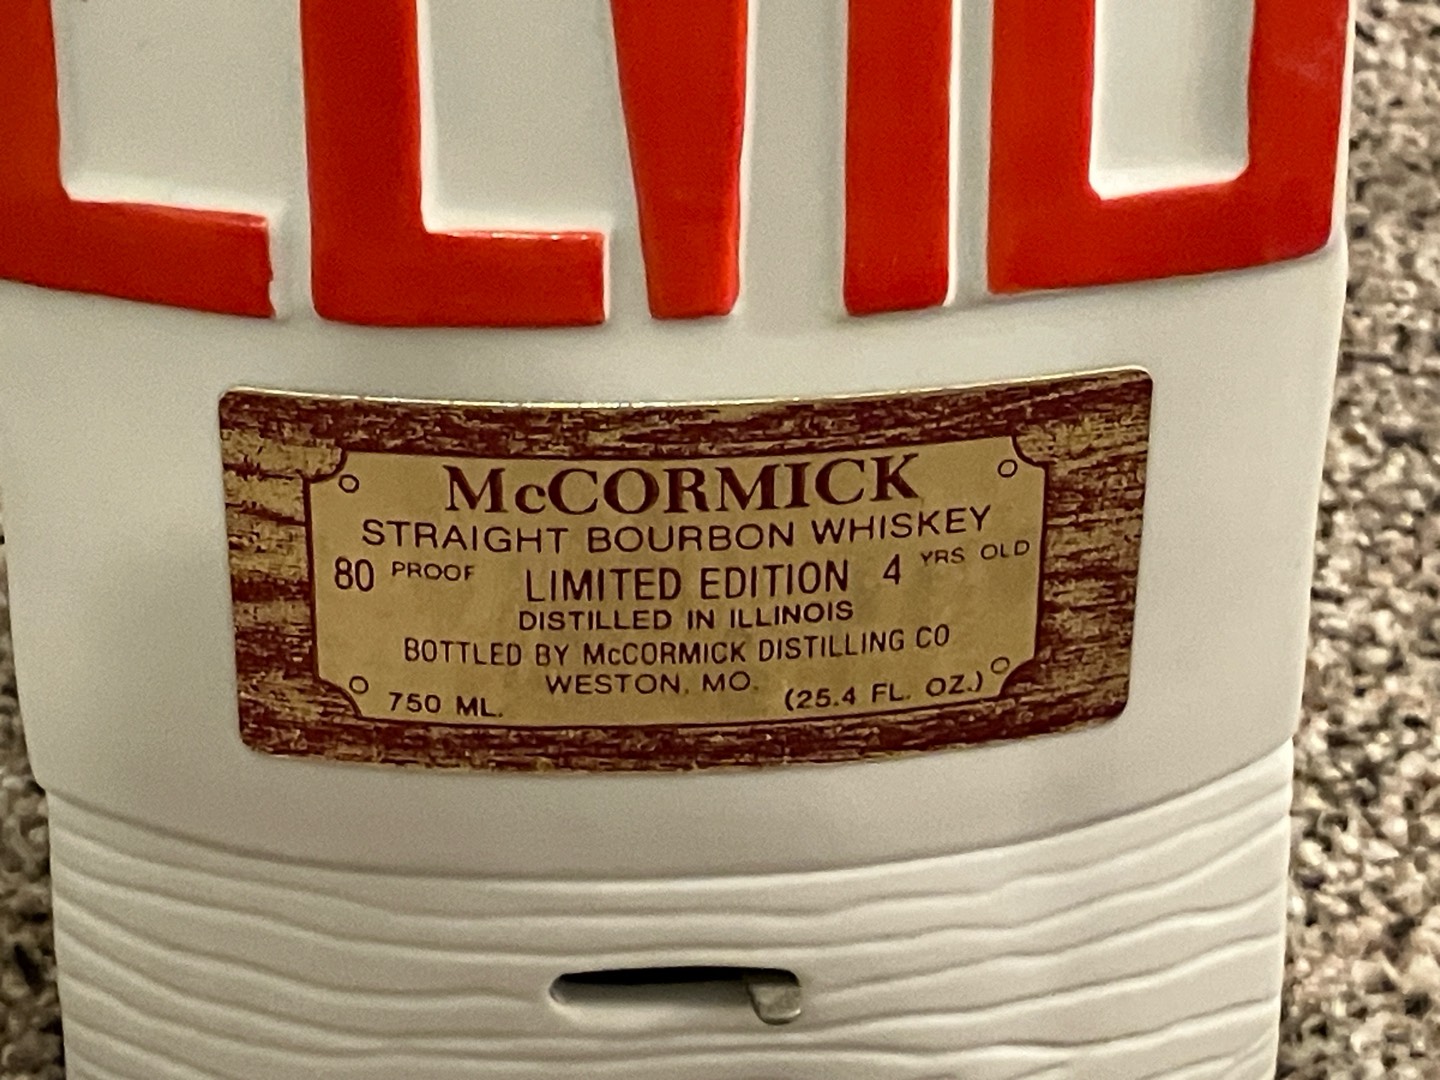 ELVIS
McCORMICK
STRAIGHT BOURBON WHISKEY
80 PROOF LIMITED EDITION 4 YRS OLD
DISTILLED IN ILLINOIS
BOTTLED BY McCORMICK DISTILLING CO
WESTON, MO.
750 ML. (25.4 FL. OZ.)